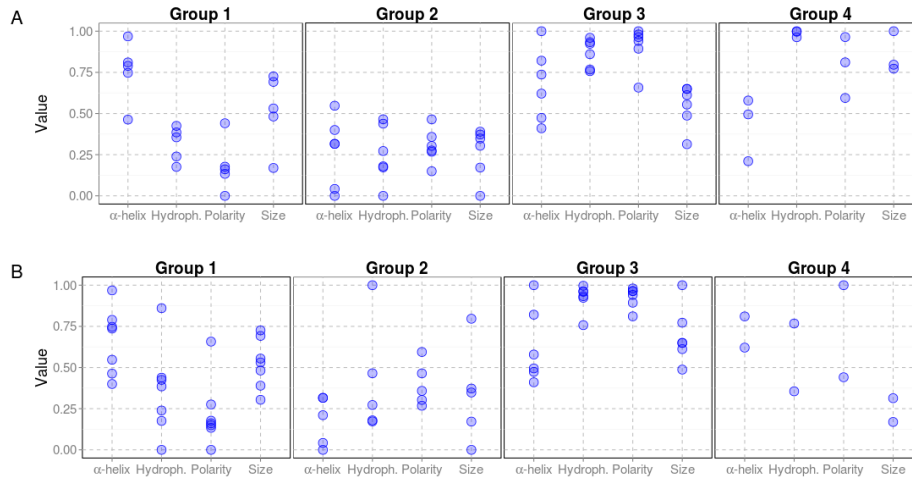 A
Group 1 Group 2 Group 3 Group 4
Value
1.00
0.75
0.50
0.25
0.00
α-helix Hydroph. Polarity Size α-helix Hydroph. Polarity Size α-helix Hydroph. Polarity Size α-helix Hydroph. Polarity Size
B
Group 1 Group 2 Group 3 Group 4
Value
1.00
0.75
0.50
0.25
0.00
α-helix Hydroph. Polarity Size α-helix Hydroph. Polarity Size α-helix Hydroph. Polarity Size α-helix Hydroph. Polarity Size